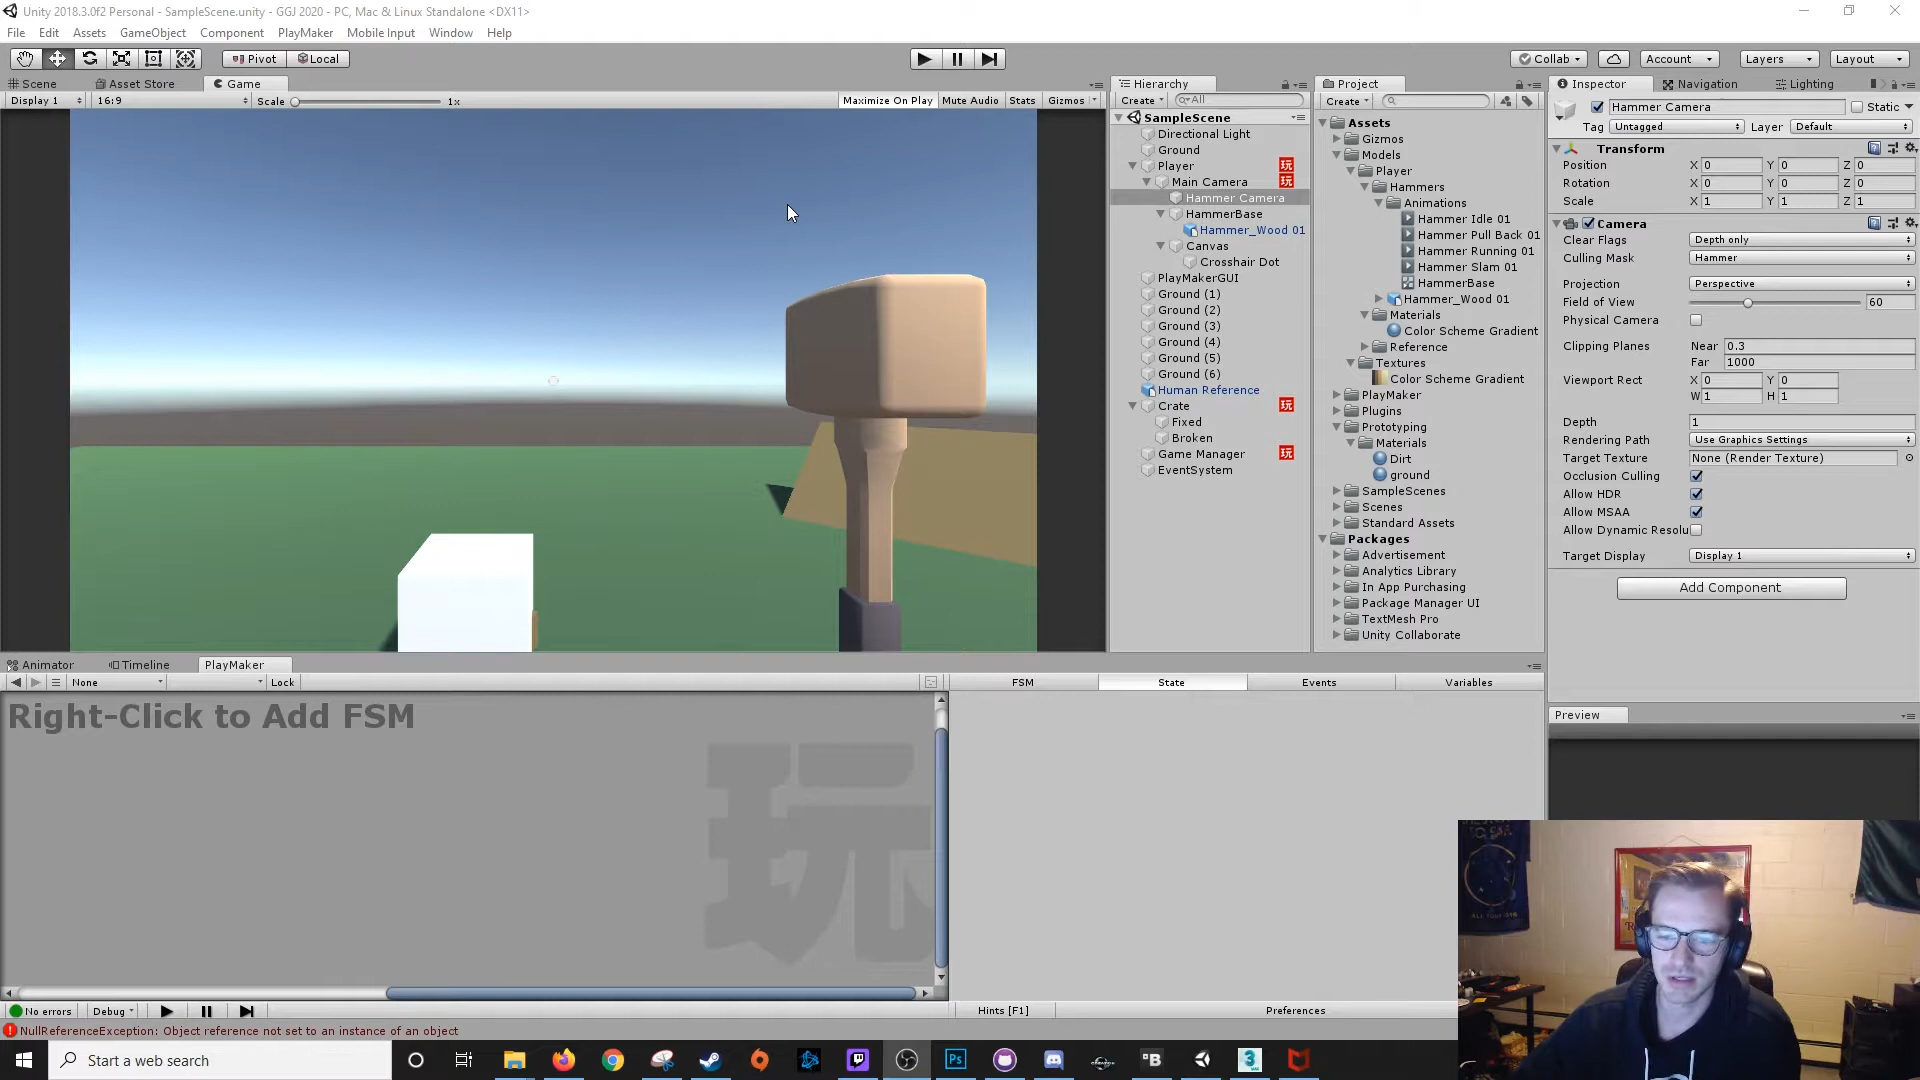 Unity 2018.3.0f2 Personal - SampleScene.unity - GGJ 2020 - PC, Mac & Linux Standalone <DX11>
File Edit Assets GameObject Component PlayMaker Mobile Input Window Help
Pivot Local Collab Account Layers Layout
Scene Asset Store Game
Display 1 16:9 Scale 1x Maximize On Play Mute Audio Stats Gizmos
Hierarchy
Create All
SampleScene
Directional Light
Ground
Player 玩
Main Camera 玩
Hammer Camera
HammerBase
Hammer_Wood 01
Canvas
Crosshair Dot
PlayMakerGUI
Ground (1)
Ground (2)
Ground (3)
Ground (4)
Ground (5)
Ground (6)
Human Reference
Crate 玩
Fixed
Broken
Game Manager 玩
EventSystem
Project
Create
Assets
Gizmos
Models
Player
Hammers
Animations
Hammer Idle 01
Hammer Pull Back 01
Hammer Running 01
Hammer Slam 01
HammerBase
Hammer_Wood 01
Materials
Color Scheme Gradient
Reference
Textures
Color Scheme Gradient
PlayMaker
Plugins
Prototyping
Materials
Dirt
ground
SampleScenes
Scenes
Standard Assets
Packages
Advertisement
Analytics Library
In App Purchasing
Package Manager UI
TextMesh Pro
Unity Collaborate
Inspector Navigation Lighting
Hammer Camera Static
Tag Untagged Layer Default
Transform
Position X 0 Y 0 Z 0
Rotation X 0 Y 0 Z 0
Scale X 1 Y 1 Z 1
Camera
Clear Flags Depth only
Culling Mask Hammer
Projection Perspective
Field of View 60
Physical Camera
Clipping Planes Near 0.3
Far 1000
Viewport Rect X 0 Y 0
W 1 H 1
Depth 1
Rendering Path Use Graphics Settings
Target Texture None (Render Texture)
Occlusion Culling
Allow HDR
Allow MSAA
Allow Dynamic Resolu
Target Display Display 1
Add Component
Preview
Animator Timeline PlayMaker
None Lock
FSM State Events Variables
Right-Click to Add FSM
玩
No errors Debug
Hints [F1] Preferences
NullReferenceException: Object reference not set to an instance of an object
Start a web search
Ps
B
3